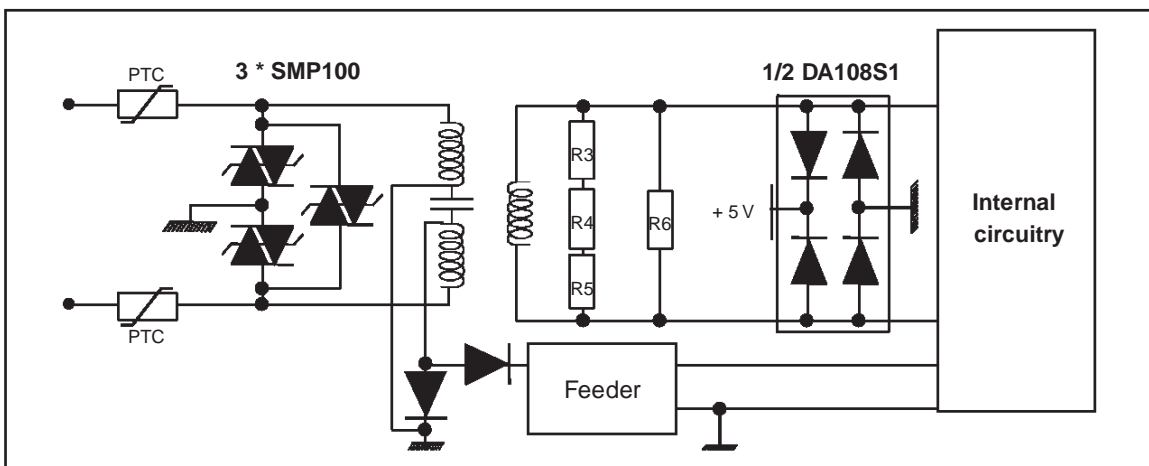 PTC
3 * SMP100
1/2 DA108S1
R3
R4
R5
R6
+ 5 V
Internal
circuitry
PTC
Feeder